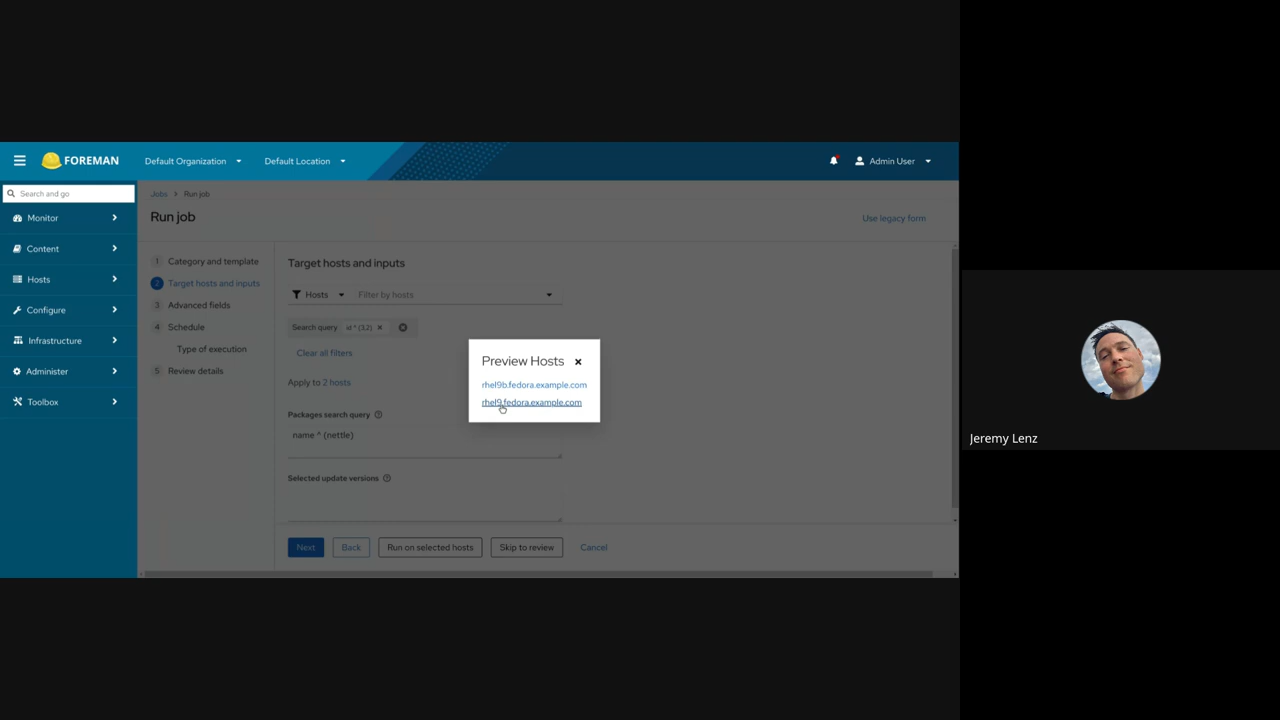 FOREMAN
Default Organization
Default Location
Admin User
Search and go
Monitor
Content
Hosts
Configure
Infrastructure
Administer
Toolbox
Jobs > Run job
Run job
Use legacy form
1 Category and template
2 Target hosts and inputs
3 Advanced fields
4 Schedule
Type of execution
5 Review details
Target hosts and inputs
Hosts
Filter by hosts
Search query id ^ (3,2)
Clear all filters
Apply to 2 hosts
Packages search query
name ^ (nettle)
Selected update versions
Next
Back
Run on selected hosts
Skip to review
Cancel
Preview Hosts
rhel9b.fedora.example.com
rhel9.fedora.example.com
Jeremy Lenz